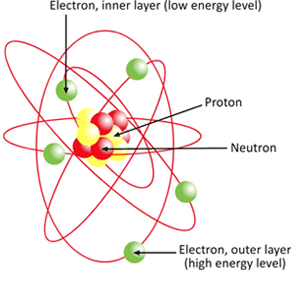 Electron, inner layer (low energy level)
Proton
Neutron
Electron, outer layer
(high energy level)